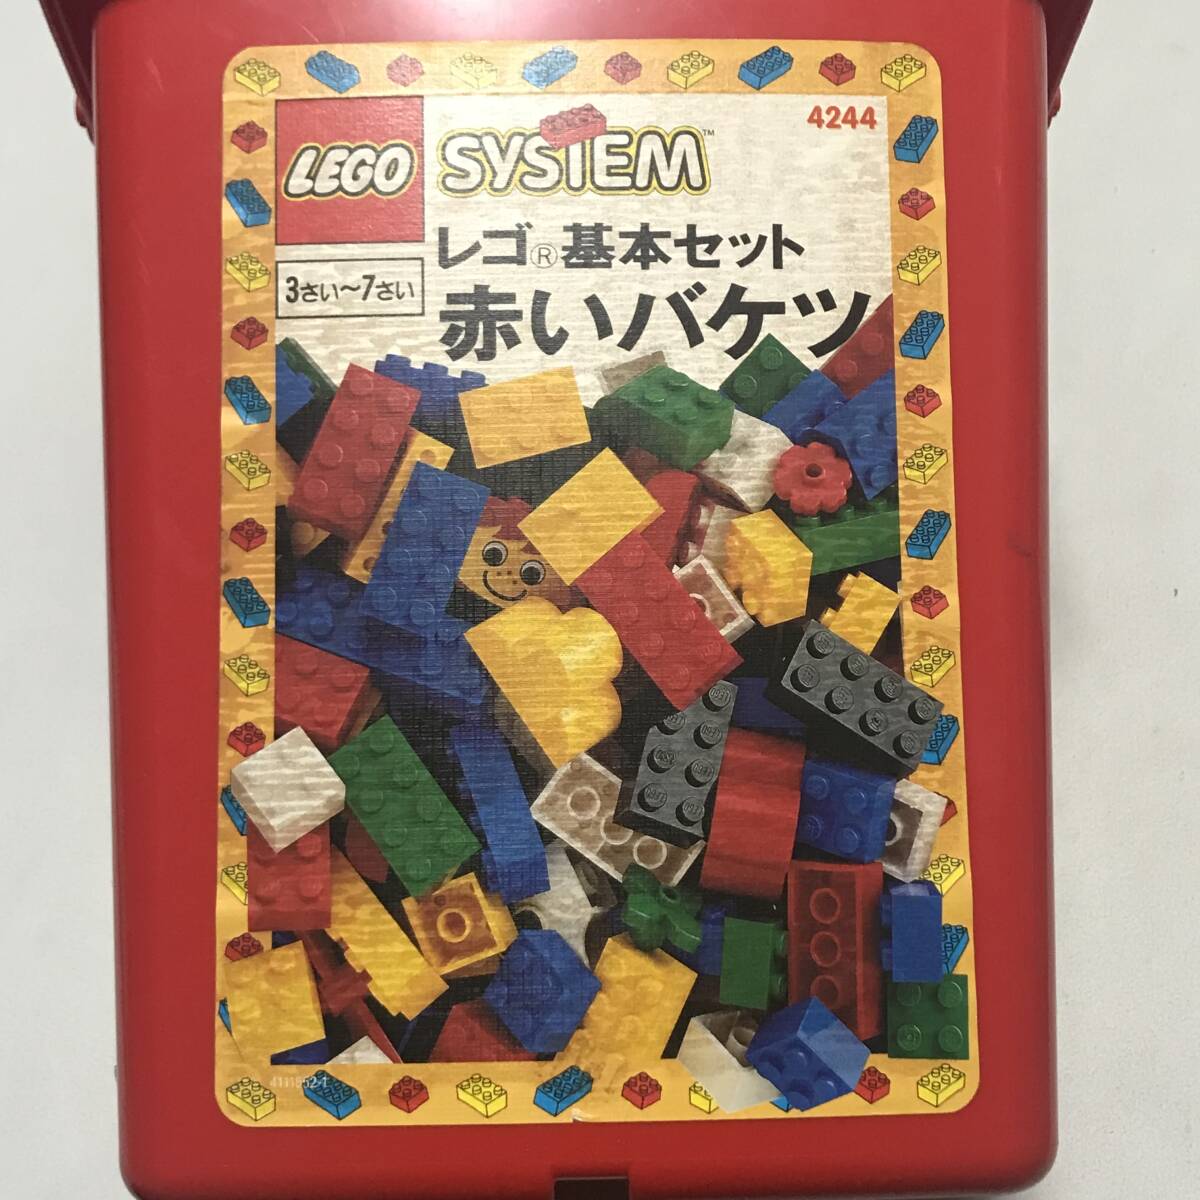 LEGO
SYSTEM™
4244
レゴ®基本セット
3さい〜7さい
赤いバケツ